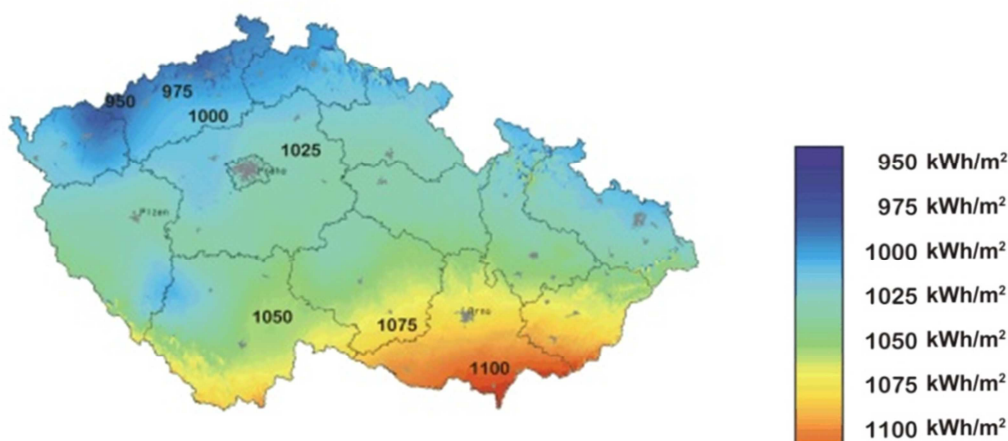 950
975
1000
1025
Praha
Plzen
1050
1075
Brno
1100
950 kWh/m²
975 kWh/m²
1000 kWh/m²
1025 kWh/m²
1050 kWh/m²
1075 kWh/m²
1100 kWh/m²